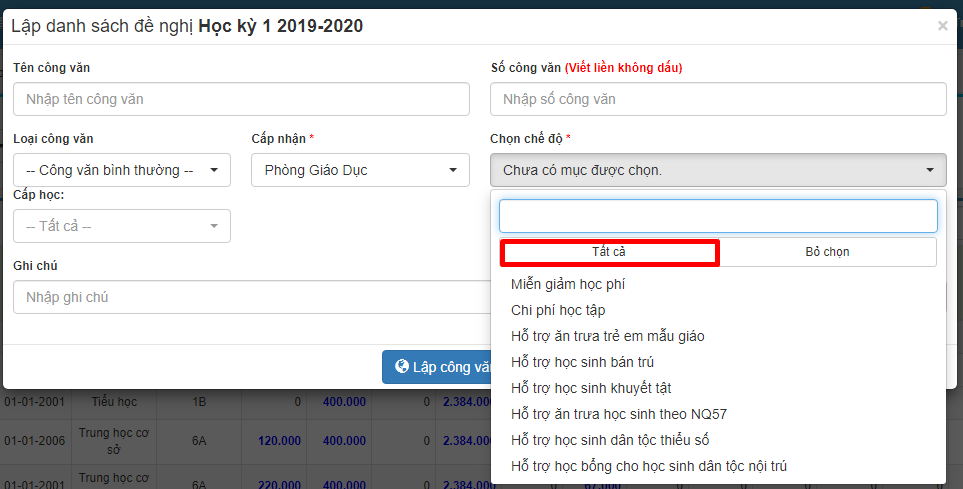 Lập danh sách đề nghị Học kỳ 1 2019-2020 ×
Tên công văn
Số công văn (Viết liền không dấu)
Nhập tên công văn
Nhập số công văn
Loại công văn
Cấp nhận *
Chọn chế độ *
-- Công văn bình thường --
Phòng Giáo Dục
Chưa có mục được chọn.
Cấp học:
-- Tất cả --
Tất cả
Bỏ chọn
Ghi chú
Nhập ghi chú
Miễn giảm học phí
Chi phí học tập
Hỗ trợ ăn trưa trẻ em mẫu giáo
Hỗ trợ học sinh bán trú
Hỗ trợ học sinh khuyết tật
Hỗ trợ ăn trưa học sinh theo NQ57
Hỗ trợ học sinh dân tộc thiểu số
Hỗ trợ học bổng cho học sinh dân tộc nội trú
Lập công văn
01-01-2001 Tiểu học 1B 0 400.000 0 2.384.000
01-01-2006 Trung học cơ sở 6A 120.000 400.000 0 2.384.000
01-01-2001 Trung học cơ 6A 220.000 400.000 0 2.384.000 0 67.000